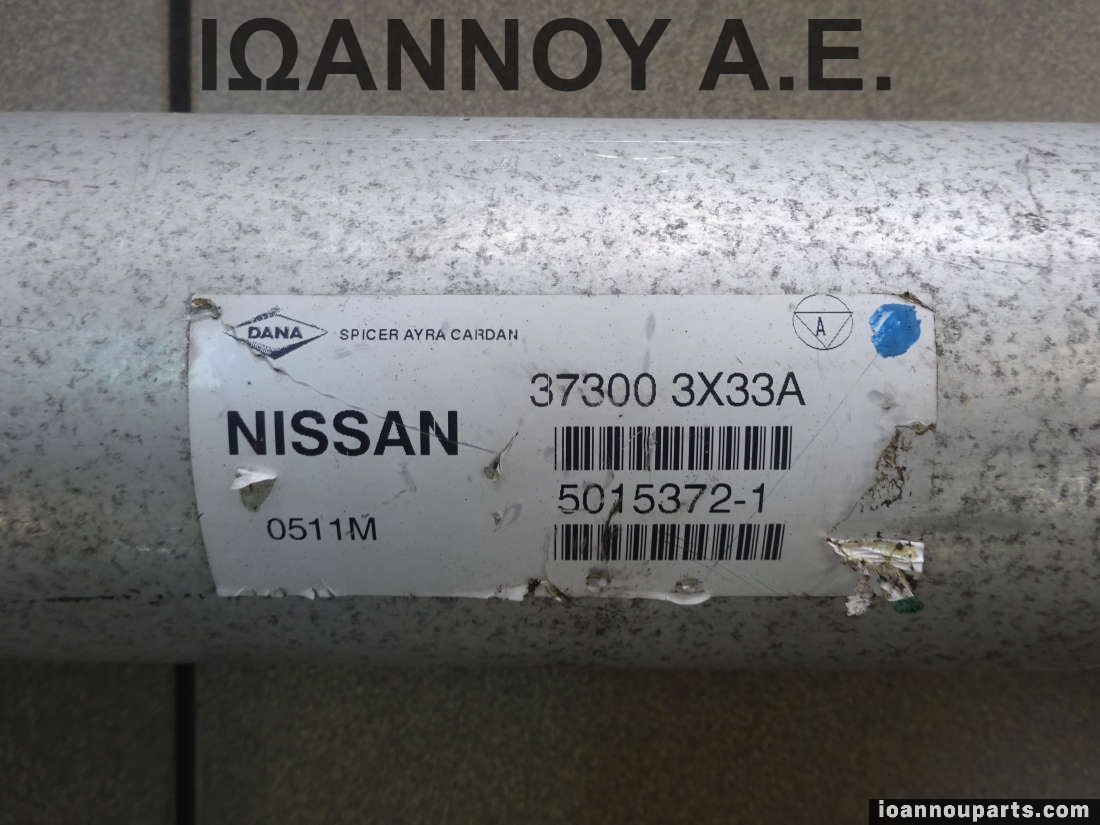 ΙΩΑΝΝΟΥ Α.Ε.
DANA
SPICER AYRA CARDAN
A
37300 3X33A
NISSAN
5015372-1
0511M
ioannouparts.com